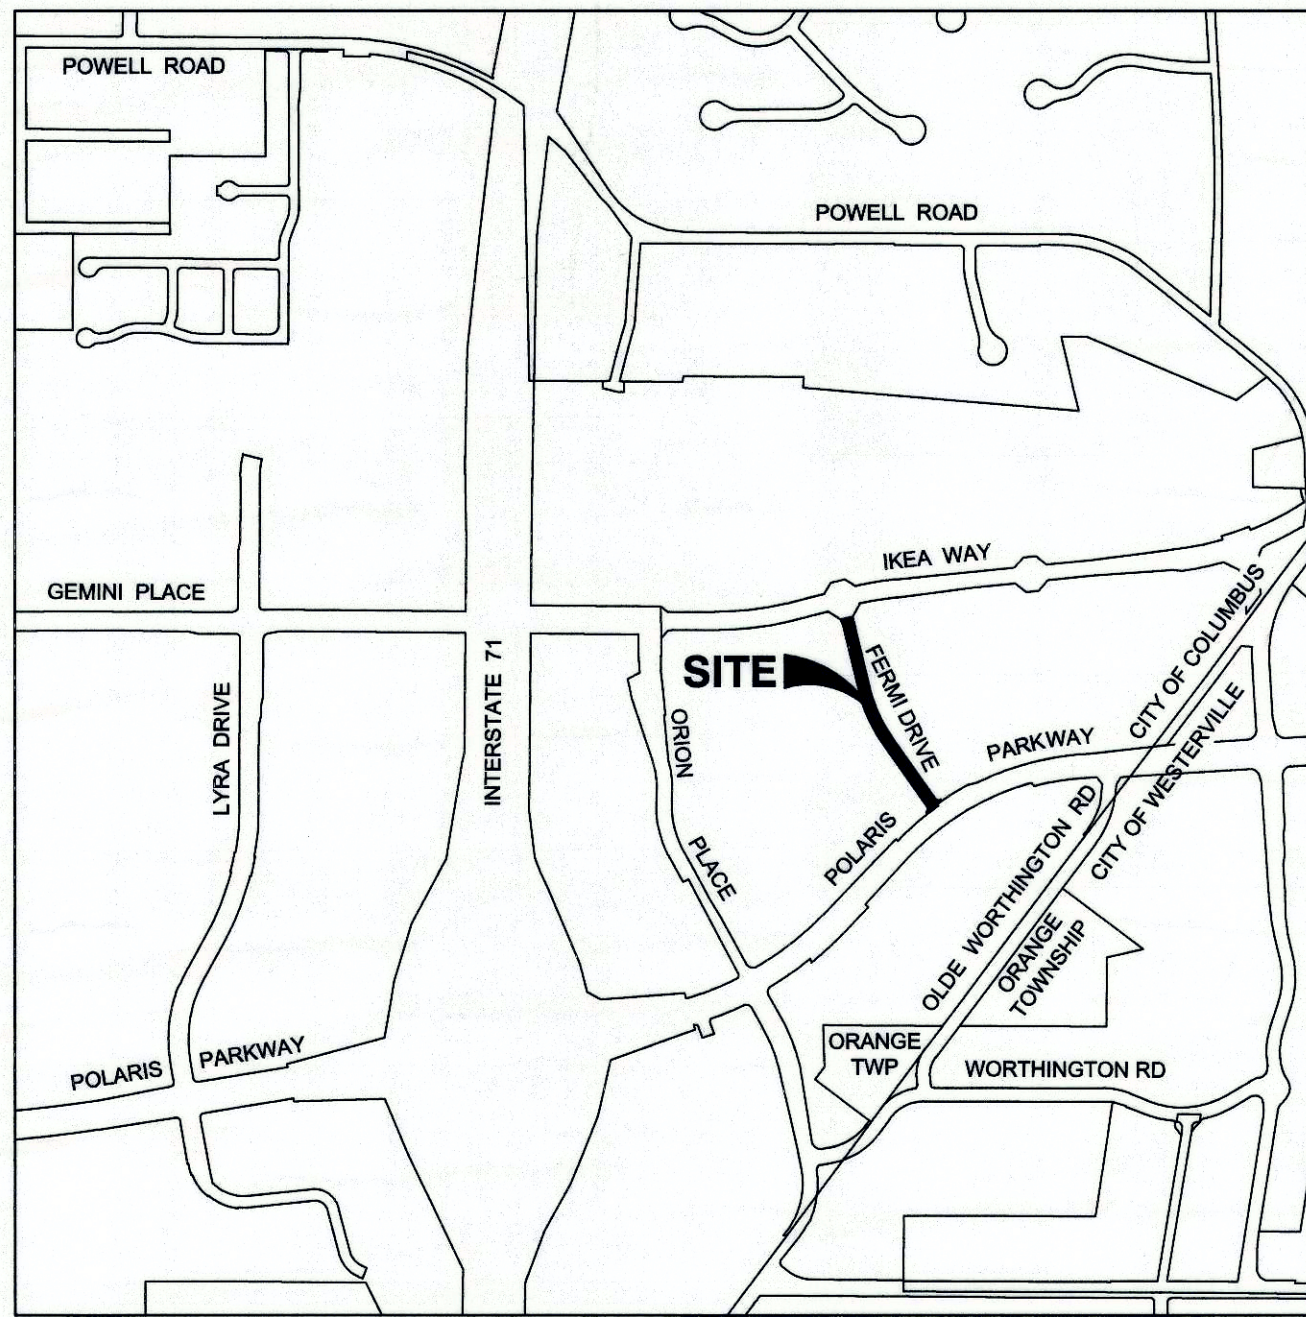 POWELL ROAD
POWELL ROAD
IKEA WAY
GEMINI PLACE
CITY OF COLUMBUS
CITY OF WESTERVILLE
SITE
FERMI DRIVE
LYRA DRIVE
INTERSTATE 71
ORION
PLACE
POLARIS
PARKWAY
OLDE WORTHINGTON RD
ORANGE
TOWNSHIP
ORANGE
TWP
WORTHINGTON RD
POLARIS
PARKWAY